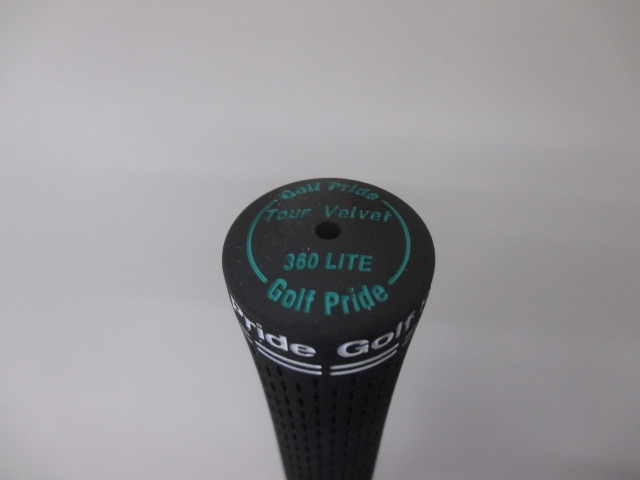 Golf Pride
Tour Velvet
360 LITE
Golf Pride
Pride Golf